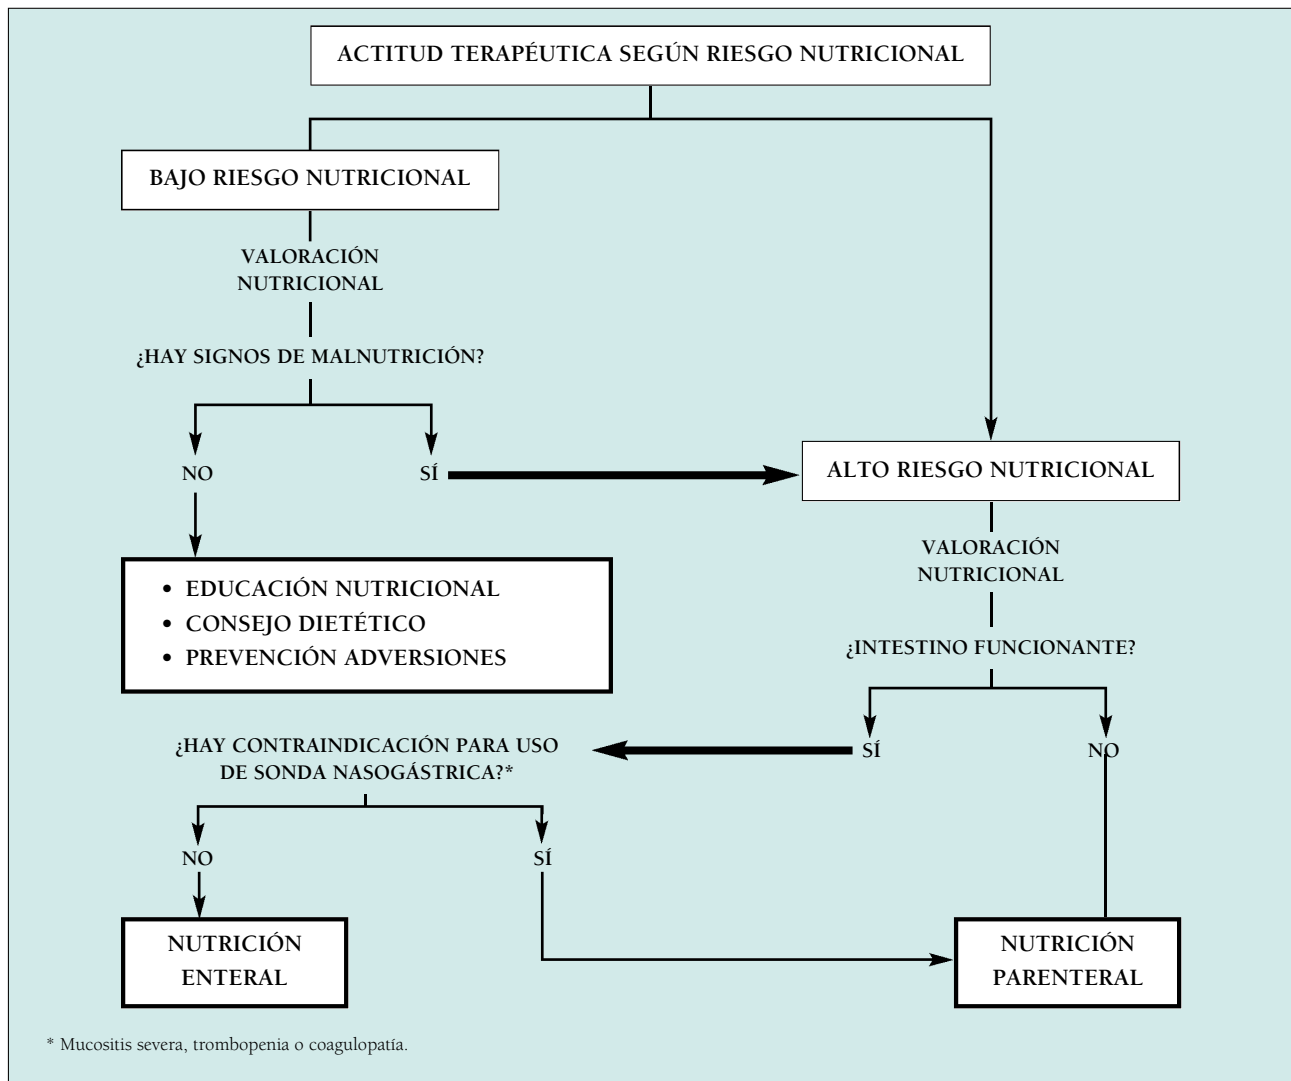 ACTITUD TERAPÉUTICA SEGÚN RIESGO NUTRICIONAL
BAJO RIESGO NUTRICIONAL
VALORACIÓN
NUTRICIONAL
¿HAY SIGNOS DE MALNUTRICIÓN?
NO
SÍ
ALTO RIESGO NUTRICIONAL
VALORACIÓN
NUTRICIONAL
• EDUCACIÓN NUTRICIONAL
• CONSEJO DIETÉTICO
• PREVENCIÓN ADVERSIONES
¿INTESTINO FUNCIONANTE?
SÍ
NO
¿HAY CONTRAINDICACIÓN PARA USO
DE SONDA NASOGÁSTRICA?*
NO
SÍ
NUTRICIÓN
ENTERAL
NUTRICIÓN
PARENTERAL
* Mucositis severa, trombopenia o coagulopatía.